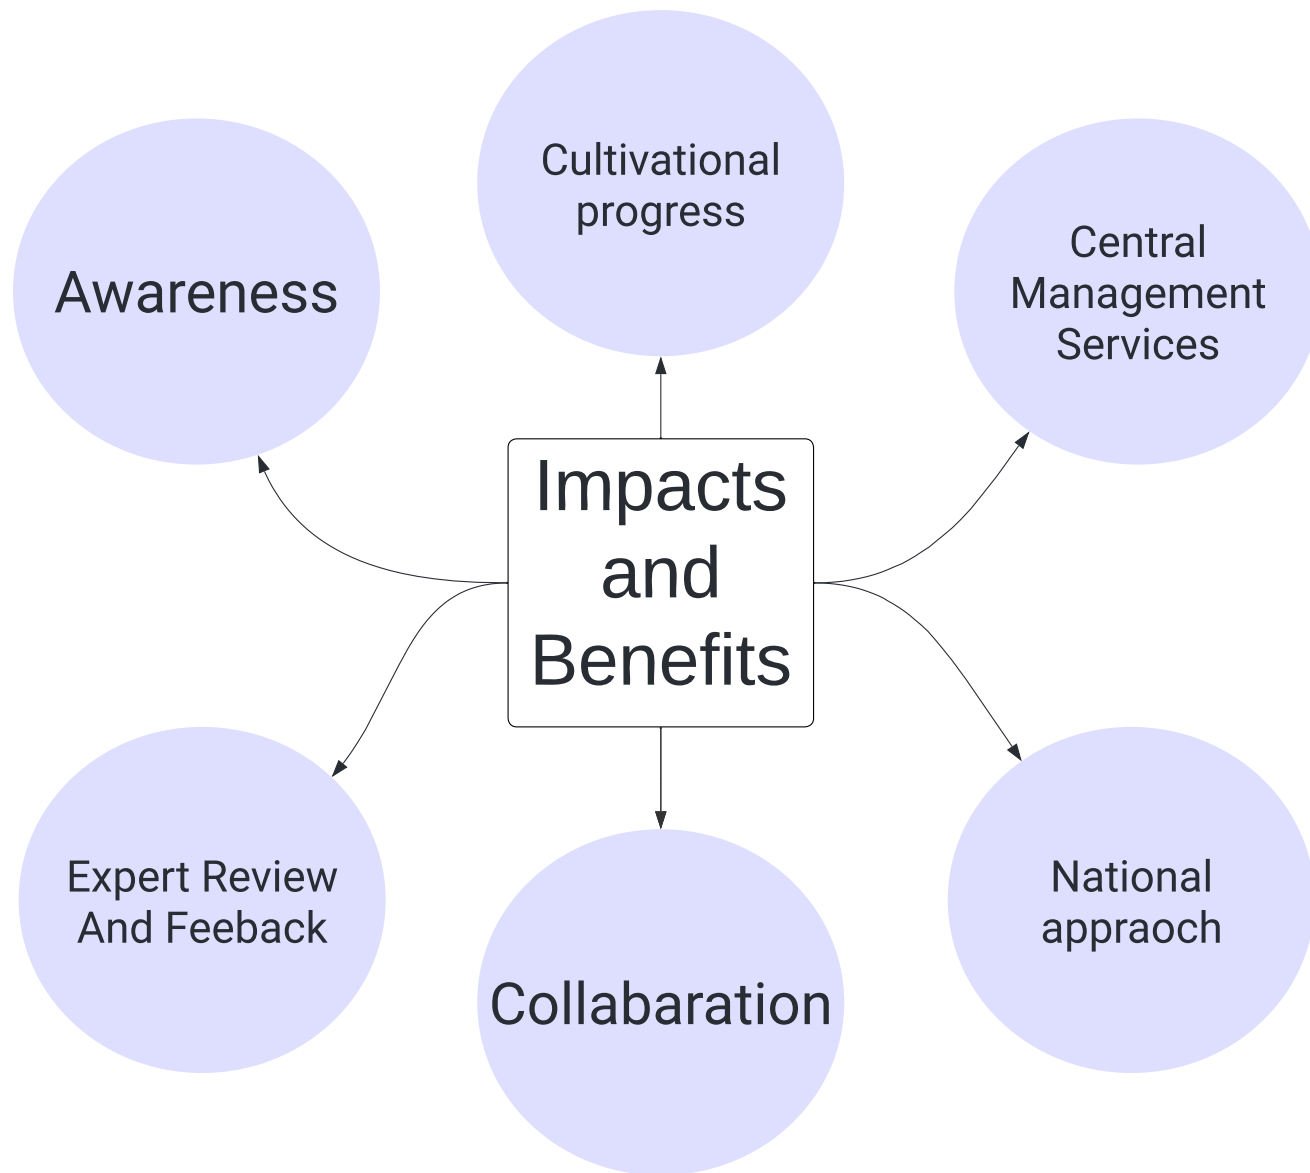 Cultivational
progress
Awareness
Central
Management
Services
Impacts
and
Benefits
Expert Review
And Feeback
National
appraoch
Collabaration